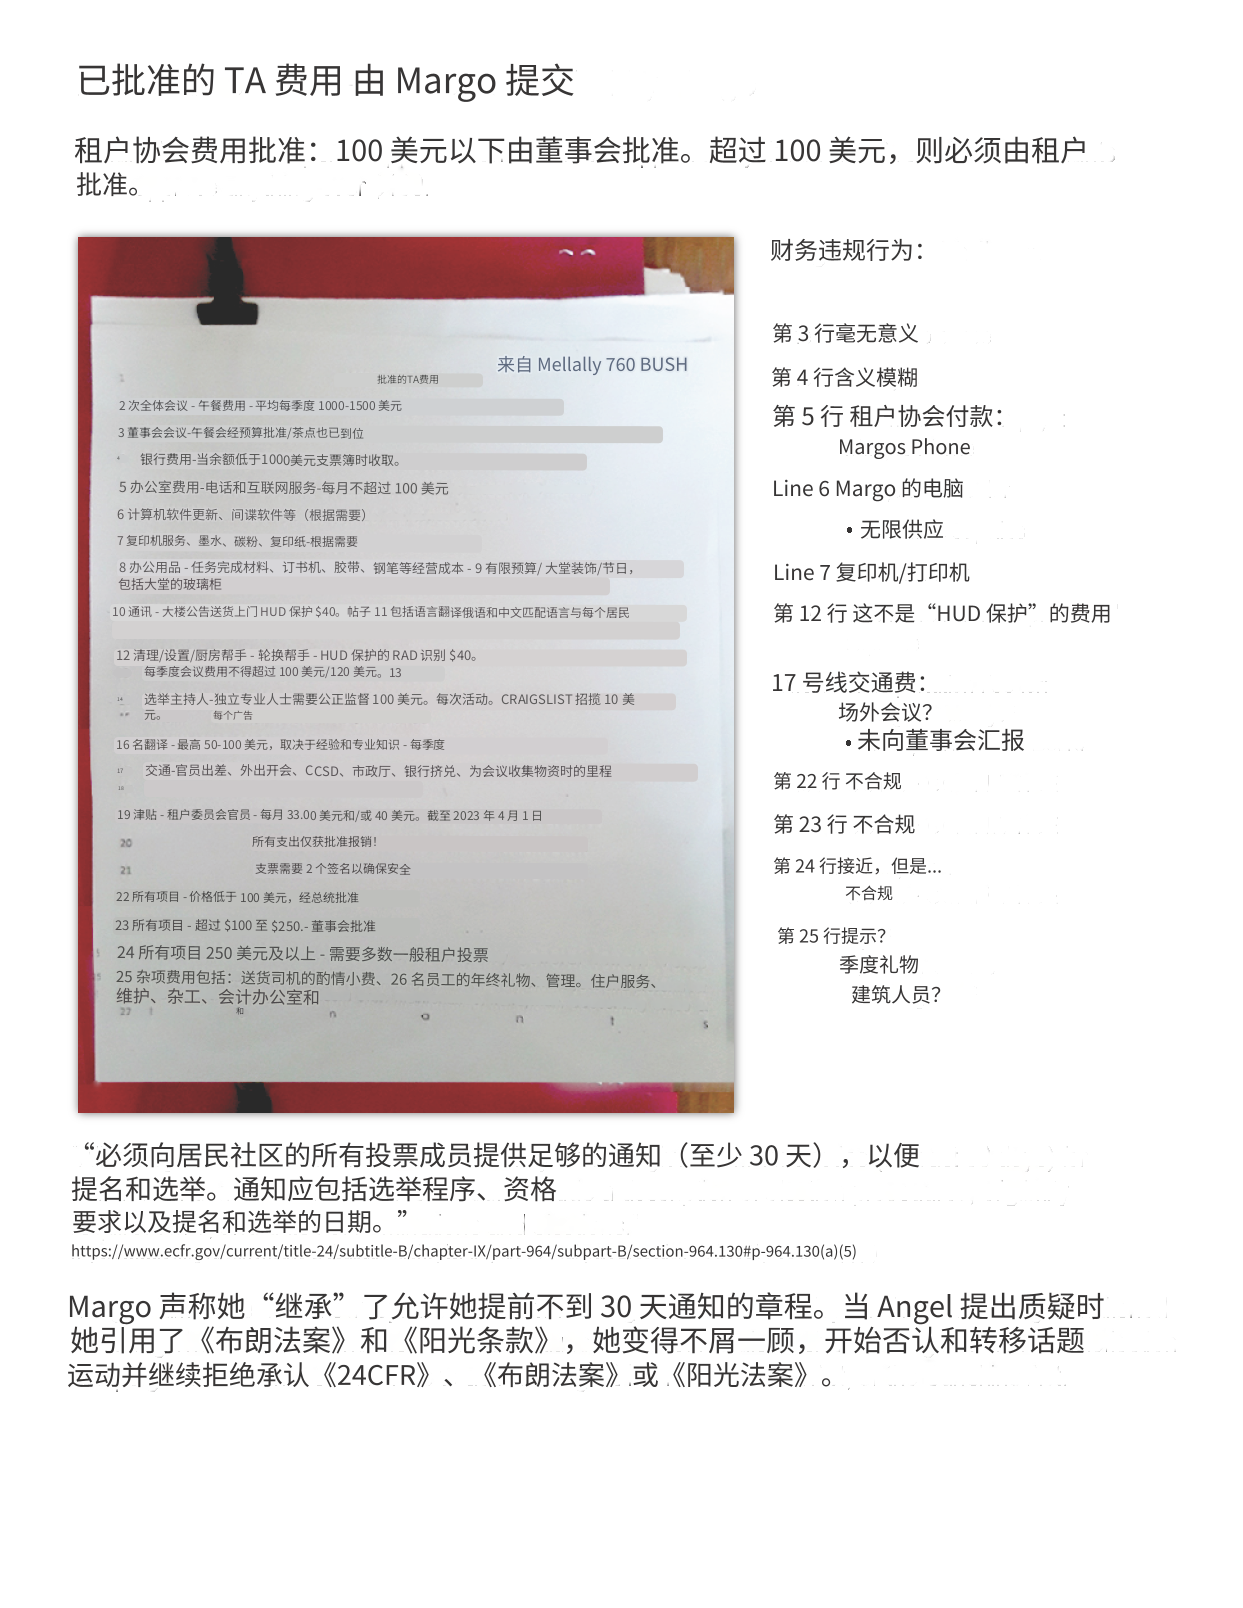 已批准的 TA 费用 由 Margo 提交
租户协会费用批准：100 美元以下由董事会批准。超过 100 美元，则必须由租户
批准。
来自 Mellally 760 BUSH
批准的TA费用
2 次全体会议 - 午餐费用 - 平均每季度 1000-1500 美元
3 董事会会议-午餐会经预算批准/茶点也已到位
银行费用-当余额低于1000美元支票簿时收取。
5 办公室费用-电话和互联网服务-每月不超过 100 美元
6 计算机软件更新、间谍软件等（根据需要）
7 复印机服务、墨水、碳粉、复印纸-根据需要
8 办公用品 - 任务完成材料、订书机、胶带、钢笔等经营成本 - 9 有限预算/ 大堂装饰/节日，
包括大堂的玻璃柜
10 通讯 - 大楼公告送货上门 HUD 保护 $40。帖子 11 包括语言翻译俄语和中文匹配语言与每个居民
12 清理/设置/厨房帮手 - 轮换帮手 - HUD 保护的 RAD 识别 $40。
每季度会议费用不得超过 100 美元/120 美元。13
14 选举主持人-独立专业人士需要公正监督 100 美元。每次活动。CRAIGSLIST 招揽 10 美
元。 每个广告
16 名翻译 - 最高 50-100 美元，取决于经验和专业知识 - 每季度
17 交通-官员出差、外出开会、CCSD、市政厅、银行挤兑、为会议收集物资时的里程
18
19 津贴 - 租户委员会官员 - 每月 33.00 美元和/或 40 美元。截至 2023 年 4 月 1 日
20 所有支出仅获批准报销！
21 支票需要 2 个签名以确保安全
22 所有项目 - 价格低于 100 美元，经总统批准
23 所有项目 - 超过 $100 至 $250.- 董事会批准
24 所有项目 250 美元及以上 - 需要多数一般租户投票
25 杂项费用包括：送货司机的酌情小费、26 名员工的年终礼物、管理。住户服务、
维护、杂工、会计办公室和
和 n a n t s
财务违规行为：
第 3 行毫无意义
第 4 行含义模糊
第 5 行 租户协会付款：
Margos Phone
Line 6 Margo 的电脑
• 无限供应
Line 7 复印机/打印机
第 12 行 这不是“HUD 保护”的费用
17 号线交通费：
场外会议？
• 未向董事会汇报
第 22 行 不合规
第 23 行 不合规
第 24 行接近，但是...
不合规
第 25 行提示？
季度礼物
建筑人员？
“必须向居民社区的所有投票成员提供足够的通知（至少 30 天），以便
提名和选举。通知应包括选举程序、资格
要求以及提名和选举的日期。”
https://www.ecfr.gov/current/title-24/subtitle-B/chapter-IX/part-964/subpart-B/section-964.130#p-964.130(a)(5)
Margo 声称她“继承”了允许她提前不到 30 天通知的章程。当 Angel 提出质疑时
她引用了《布朗法案》和《阳光条款》，她变得不屑一顾，开始否认和转移话题
运动并继续拒绝承认《24CFR》、《布朗法案》或《阳光法案》。